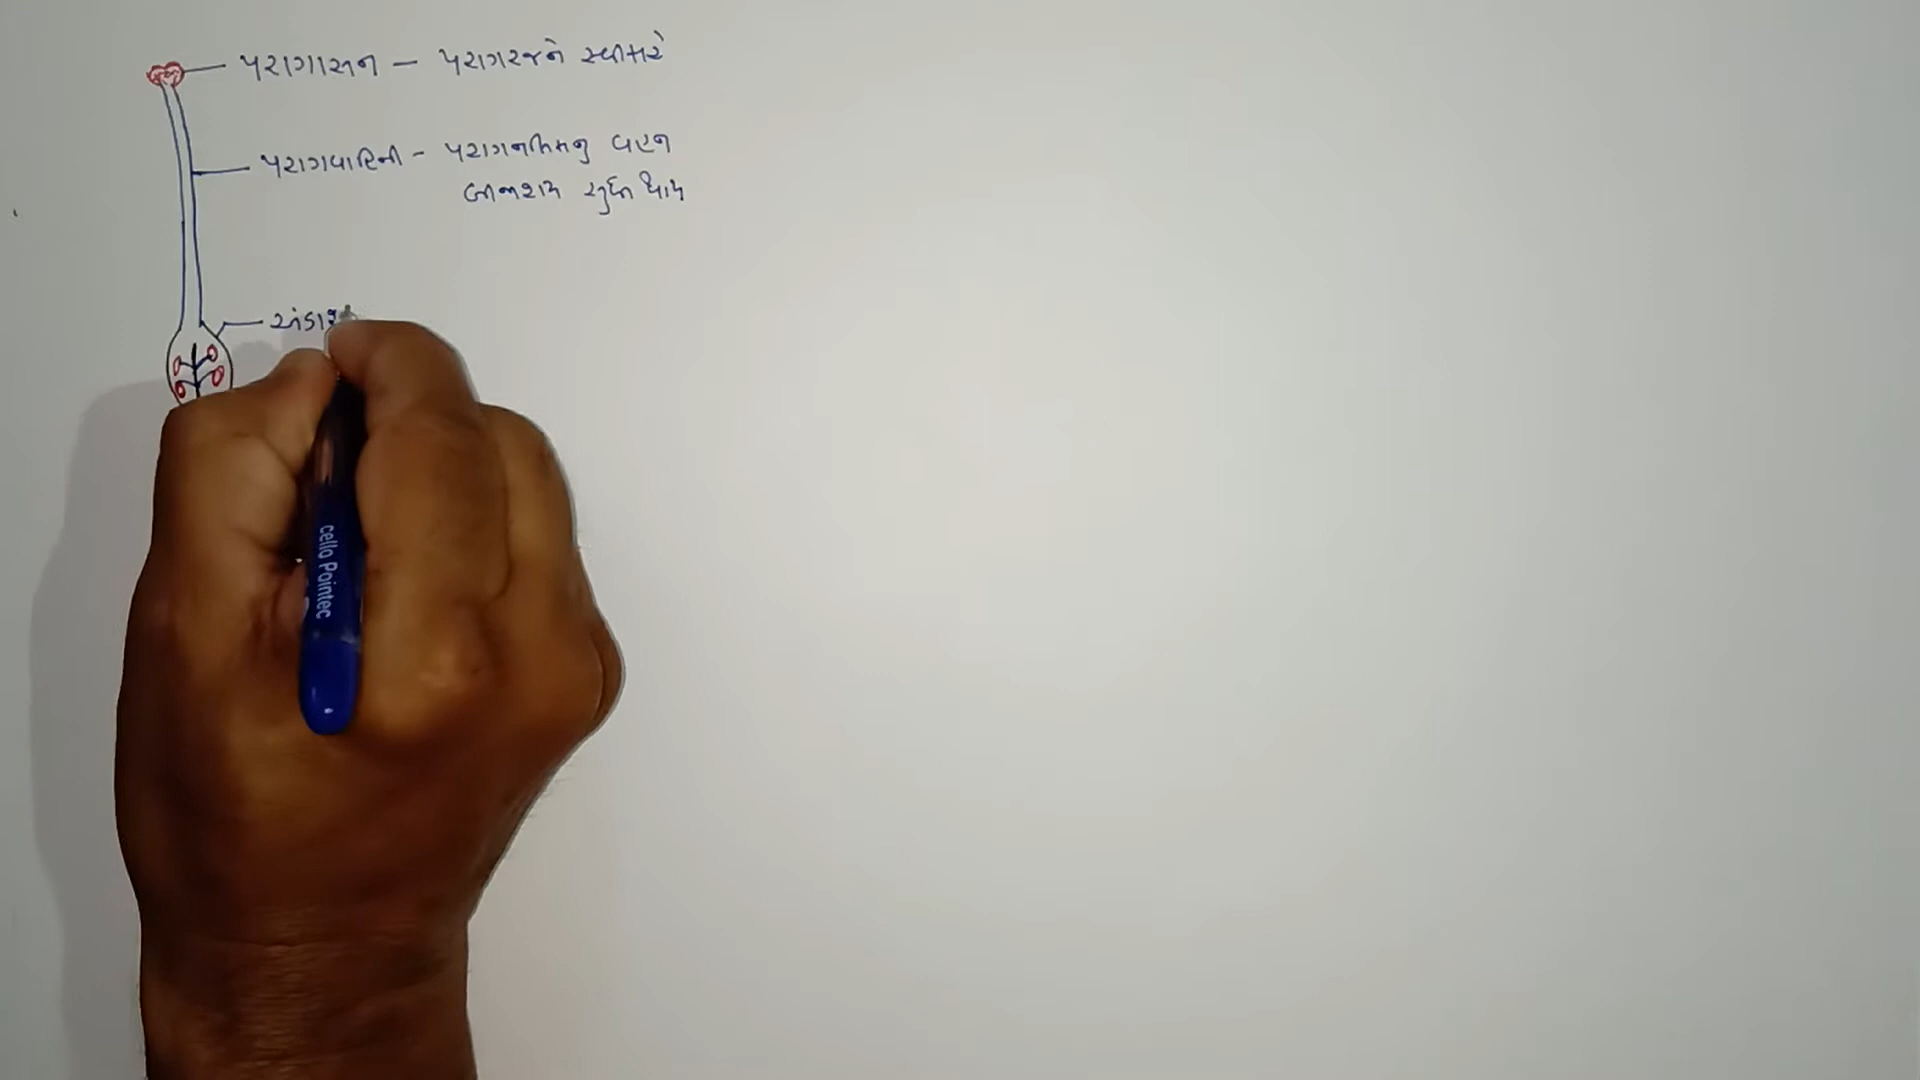 પરાગાસન – પરાગરજને સ્વીકારે
પરાગવાહિની – પરાગનલિકાનુ વહન
બીજાશય સુધી થાય
અંડાશ
cello Pointec